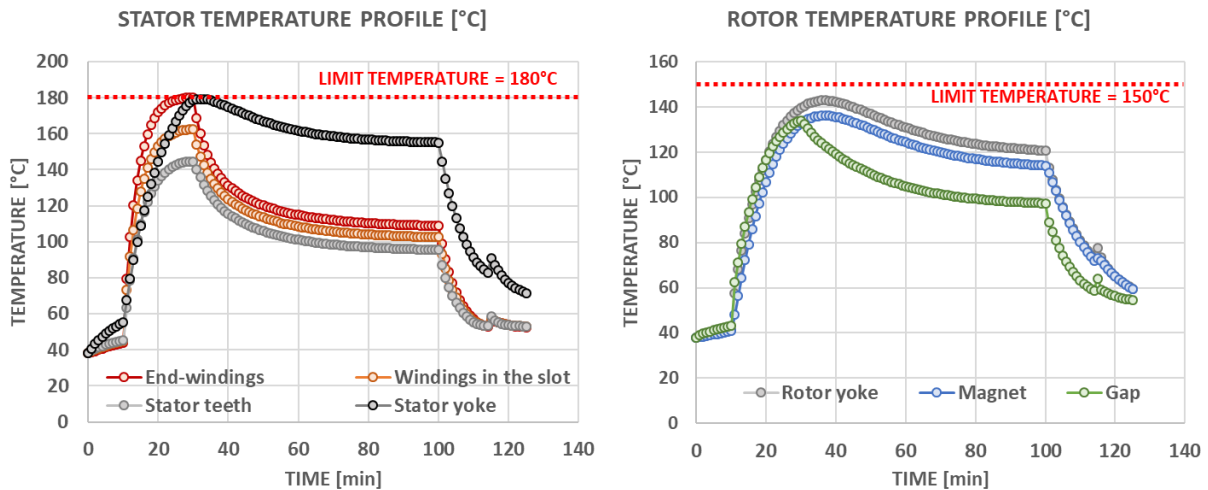 STATOR TEMPERATURE PROFILE [°C]
TEMPERATURE [°C]
200
180
160
140
120
100
80
60
40
20
0
LIMIT TEMPERATURE = 180°C
End-windings
Windings in the slot
Stator teeth
Stator yoke
0 20 40 60 80 100 120 140
TIME [min]
ROTOR TEMPERATURE PROFILE [°C]
TEMPERATURE [°C]
160
140
120
100
80
60
40
20
0
LIMIT TEMPERATURE = 150°C
Rotor yoke
Magnet
Gap
0 20 40 60 80 100 120 140
TIME [min]